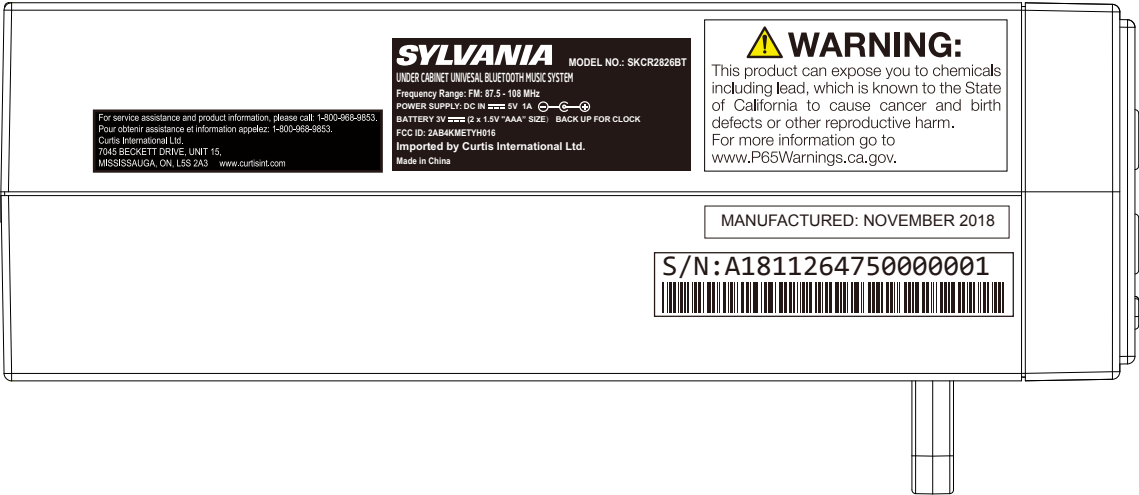 For service assistance and product information, please call: 1-800-968-9853.
Pour obtenir assistance et information appelez: 1-800-968-9853.
Curtis International Ltd.
7045 BECKETT DRIVE, UNIT 15,
MISSISSAUGA, ON, L5S 2A3 www.curtisint.com
SYLVANIA MODEL NO.: SKCR2826BT
UNDER CABINET UNIVESAL BLUETOOTH MUSIC SYSTEM
Frequency Range: FM: 87.5 - 108 MHz
POWER SUPPLY: DC IN 5V 1A
BATTERY 3V (2 x 1.5V "AAA" SIZE) BACK UP FOR CLOCK
FCC ID: 2AB4KMETYH016
Imported by Curtis International Ltd.
Made in China
WARNING:
This product can expose you to chemicals
including lead, which is known to the State
of California to cause cancer and birth
defects or other reproductive harm.
For more information go to
www.P65Warnings.ca.gov.
MANUFACTURED: NOVEMBER 2018
S/N:A1811264750000001